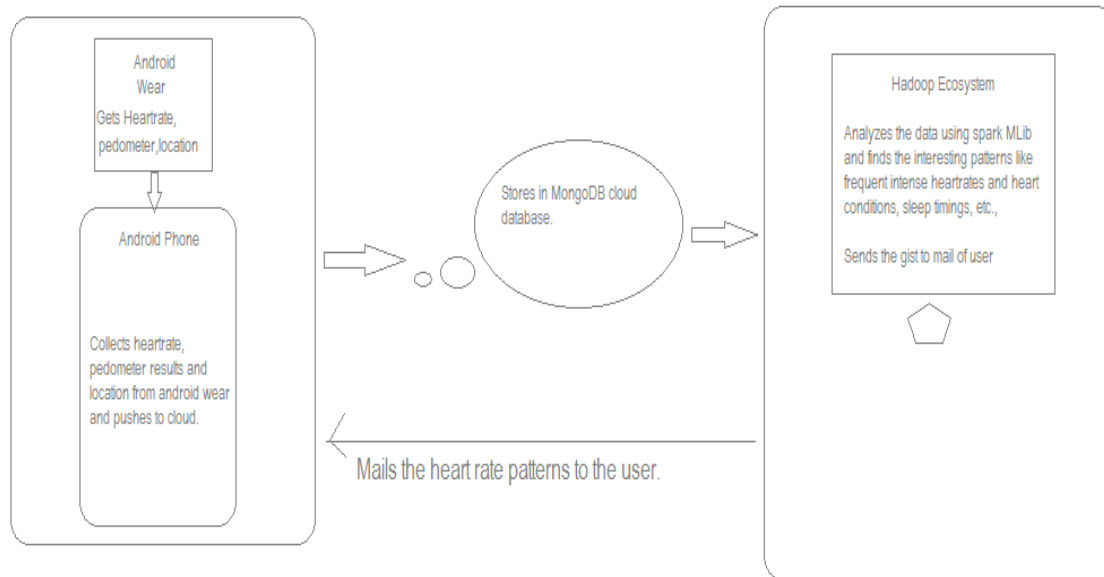 Android
Wear
Gets Heartrate,
pedometer,location
Android Phone
Collects heartrate,
pedometer results and
location from android wear
and pushes to cloud.
Stores in MongoDB cloud
database.
Hadoop Ecosystem
Analyzes the data using spark MLib
and finds the interesting patterns like
frequent intense heartrates and heart
conditions, sleep timings, etc.,
Sends the gist to mail of user
Mails the heart rate patterns to the user.